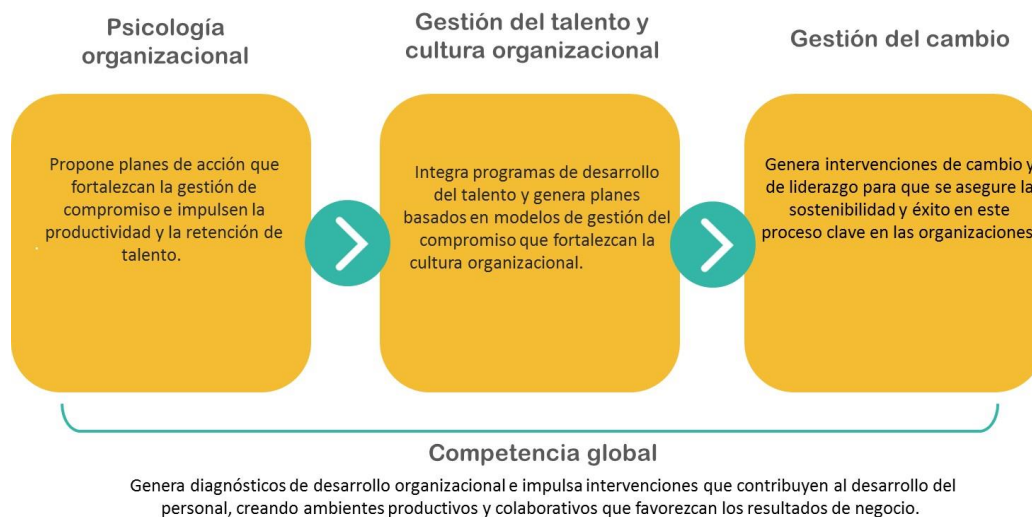 Psicología
organizacional
Gestión del talento y
cultura organizacional
Gestión del cambio
Propone planes de acción que
fortalezcan la gestión de
compromiso e impulsen la
productividad y la retención de
talento.
Integra programas de desarrollo
del talento y genera planes
basados en modelos de gestión del
compromiso que fortalezcan la
cultura organizacional.
Genera intervenciones de cambio y
de liderazgo para que se asegure la
sostenibilidad y éxito en este
proceso clave en las organizaciones
Competencia global
Genera diagnósticos de desarrollo organizacional e impulsa intervenciones que contribuyen al desarrollo del
personal, creando ambientes productivos y colaborativos que favorezcan los resultados de negocio.